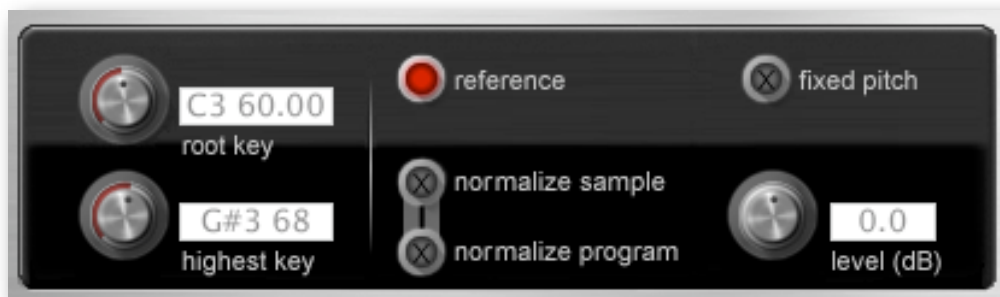 C3 60.00
root key
G#3 68
highest key
reference
normalize sample
normalize program
fixed pitch
0.0
level (dB)